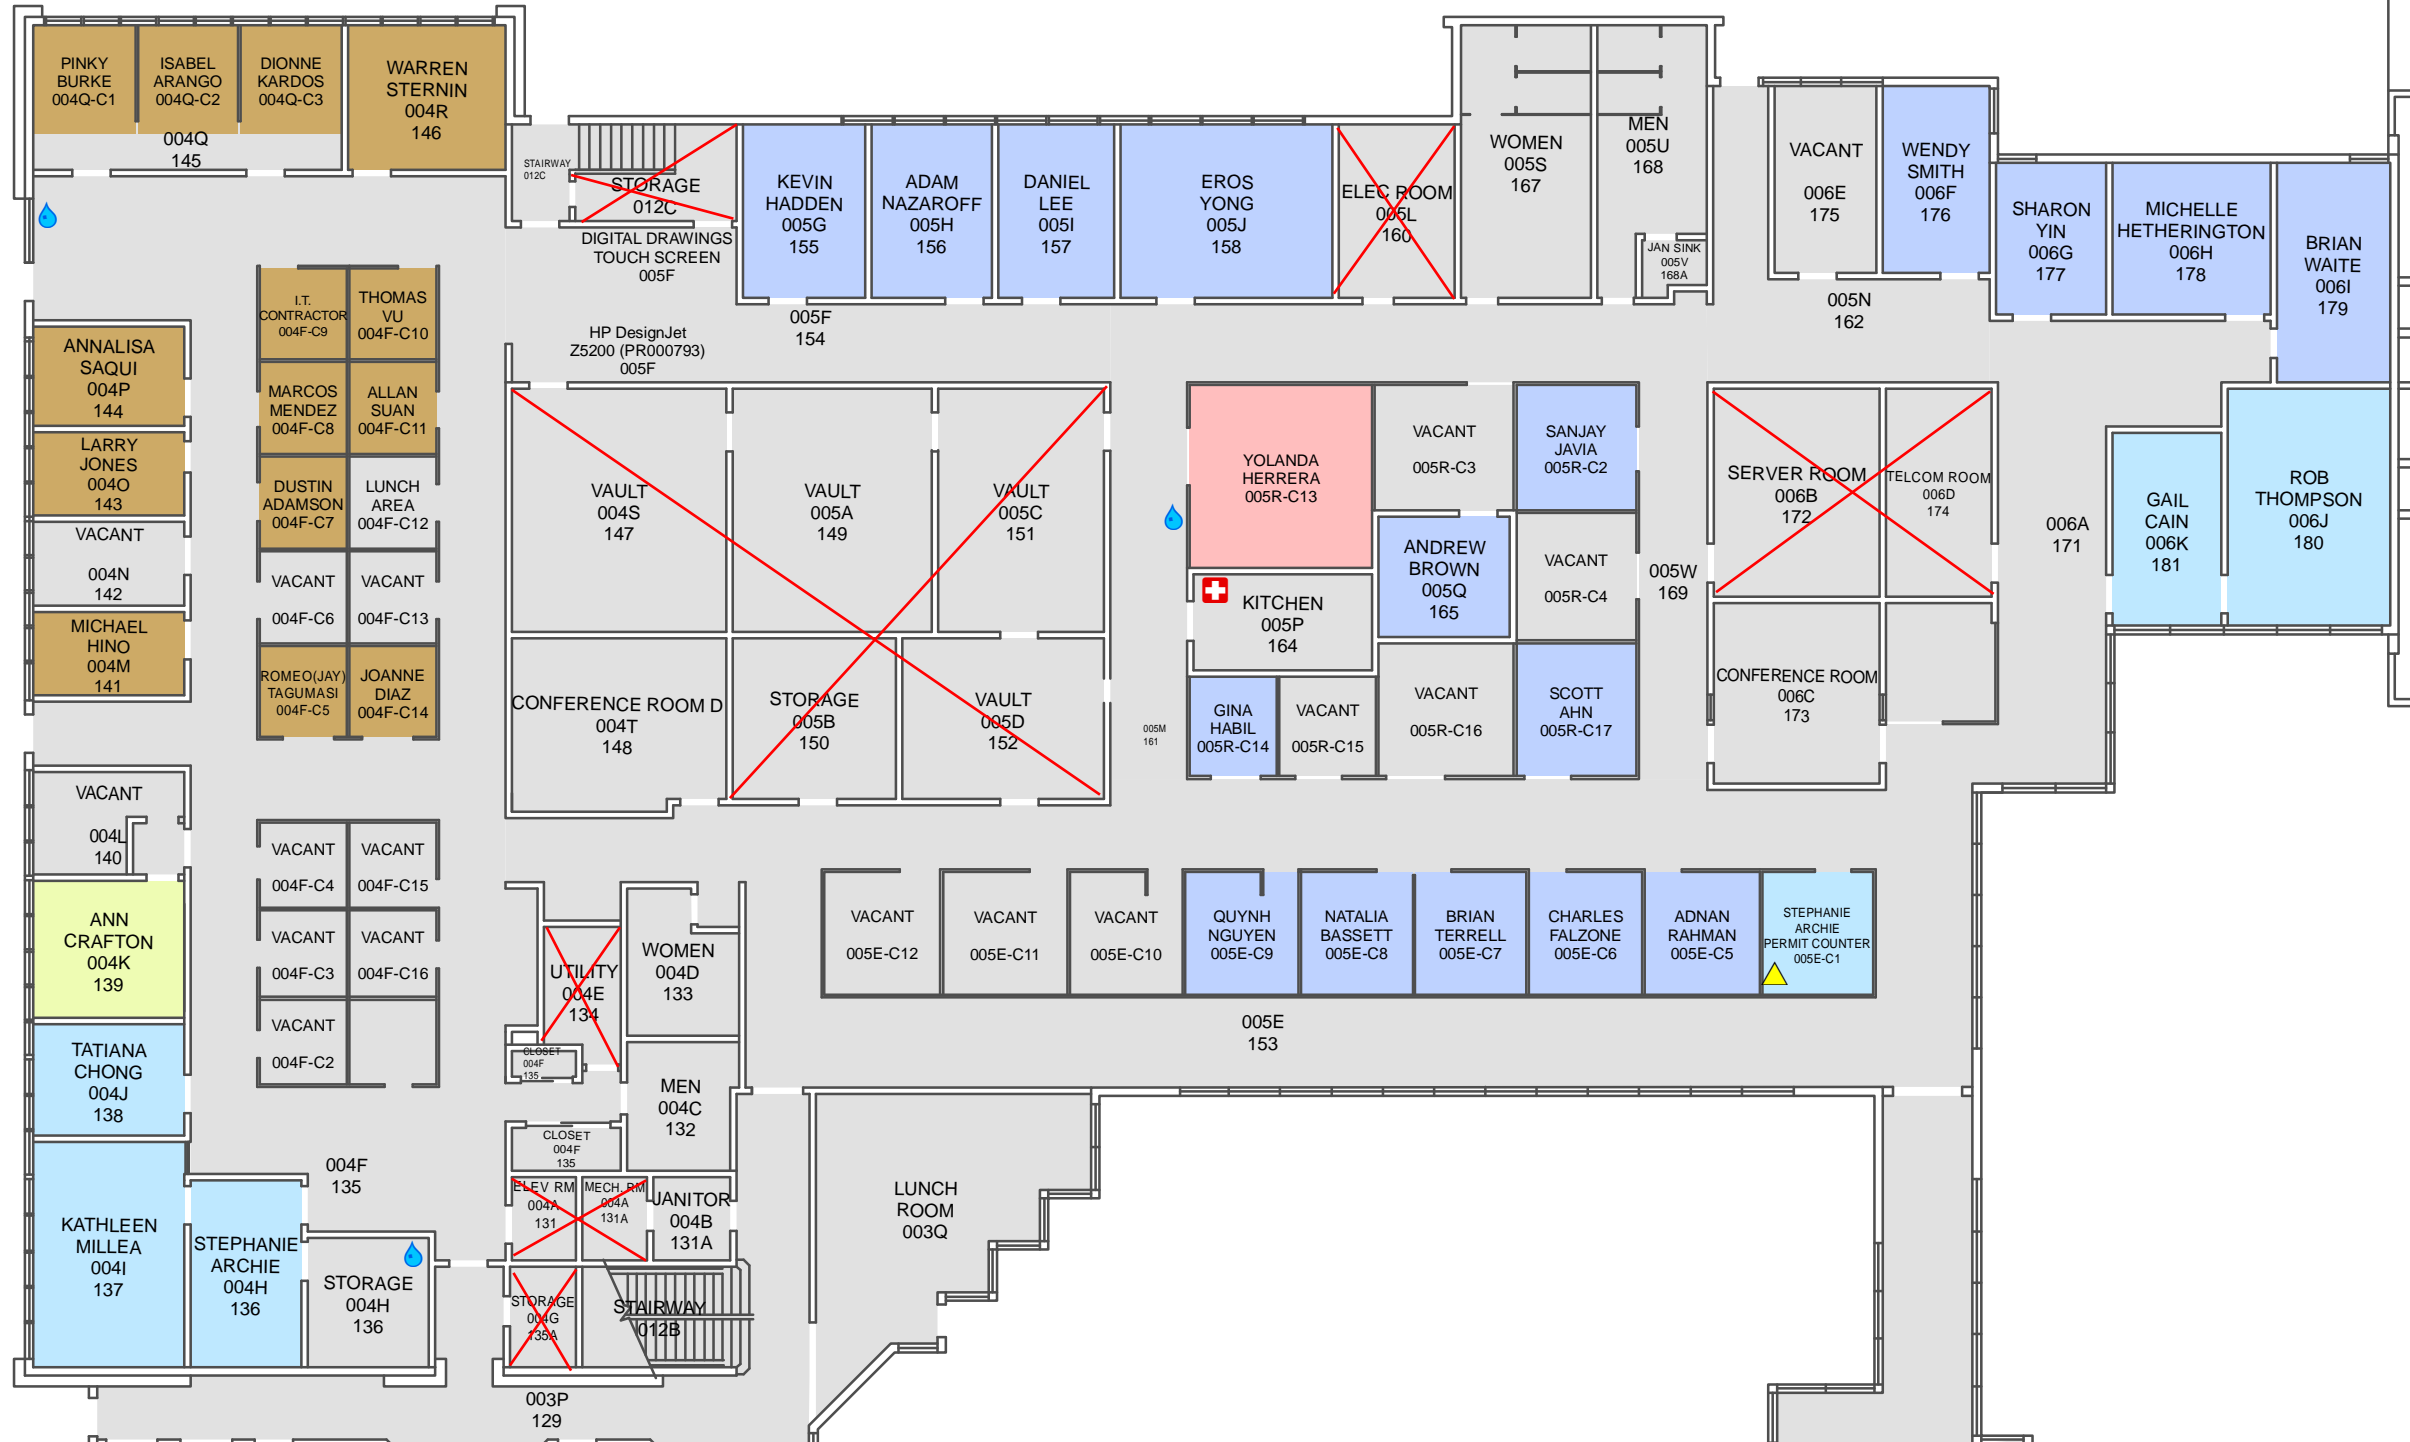 PINKY
BURKE
004Q-C1
ISABEL
ARANGO
004Q-C2
DIONNE
KARDOS
004Q-C3
004Q
145
WARREN
STERNIN
004R
146
STAIRWAY
012C
STORAGE
012C
DIGITAL DRAWINGS
TOUCH SCREEN
005F
HP DesignJet
Z5200 (PR000793)
005F
KEVIN
HADDEN
005G
155
ADAM
NAZAROFF
005H
156
DANIEL
LEE
005I
157
EROS
YONG
005J
158
ELEC ROOM
005L
160
WOMEN
005S
167
MEN
005U
168
JAN SINK
005V
168A
VACANT
006E
175
WENDY
SMITH
006F
176
SHARON
YIN
006G
177
MICHELLE
HETHERINGTON
006H
178
BRIAN
WAITE
006I
179
005F
154
005N
162
I.T.
CONTRACTOR
004F-C9
THOMAS
VU
004F-C10
ANNALISA
SAQUI
004P
144
MARCOS
MENDEZ
004F-C8
ALLAN
SUAN
004F-C11
LARRY
JONES
004O
143
DUSTIN
ADAMSON
004F-C7
LUNCH
AREA
004F-C12
VACANT
004N
142
VACANT
004F-C6
VACANT
004F-C13
MICHAEL
HINO
004M
141
ROMEO(JAY)
TAGUMASI
004F-C5
JOANNE
DIAZ
004F-C14
VAULT
004S
147
VAULT
005A
149
VAULT
005C
151
CONFERENCE ROOM D
004T
148
STORAGE
005B
150
VAULT
005D
152
YOLANDA
HERRERA
005R-C13
VACANT
005R-C3
SANJAY
JAVIA
005R-C2
ANDREW
BROWN
005Q
165
VACANT
005R-C4
KITCHEN
005P
164
005M
161
GINA
HABIL
005R-C14
VACANT
005R-C15
VACANT
005R-C16
SCOTT
AHN
005R-C17
005W
169
SERVER ROOM
006B
172
TELCOM ROOM
006D
174
CONFERENCE ROOM
006C
173
006A
171
GAIL
CAIN
006K
181
ROB
THOMPSON
006J
180
VACANT
004L
140
VACANT
004F-C4
VACANT
004F-C15
ANN
CRAFTON
004K
139
VACANT
004F-C3
VACANT
004F-C16
VACANT
004F-C2
TATIANA
CHONG
004J
138
UTILITY
004E
134
WOMEN
004D
133
CLOSET
004F
135
MEN
004C
132
CLOSET
004F
135
VACANT
005E-C12
VACANT
005E-C11
VACANT
005E-C10
QUYNH
NGUYEN
005E-C9
NATALIA
BASSETT
005E-C8
BRIAN
TERRELL
005E-C7
CHARLES
FALZONE
005E-C6
ADNAN
RAHMAN
005E-C5
STEPHANIE
ARCHIE
PERMIT COUNTER
005E-C1
005E
153
004F
135
KATHLEEN
MILLEA
004I
137
STEPHANIE
ARCHIE
004H
136
STORAGE
004H
136
ELEV RM
004A
131
MECH. RM
004A
131A
JANITOR
004B
131A
STORAGE
004G
135A
STAIRWAY
012B
LUNCH
ROOM
003Q
003P
129